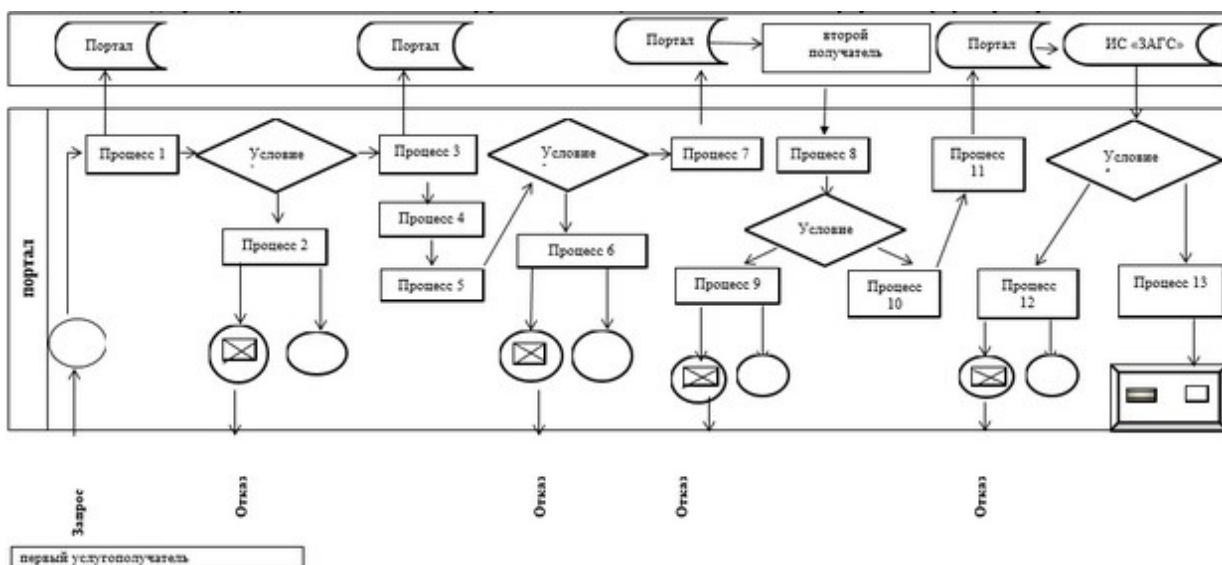 Портал
Портал
Портал
второй
получатель
Портал
ИС «ЗАГС»
Процесс 1
Условие
Процесс 3
Условие
Процесс 7
Процесс 8
Процесс
11
Условие
Процесс 4
Процесс 2
Процесс 6
Условие
Процесс 5
Процесс 9
Процесс
10
Процесс
12
Процесс 13
портал
Запрос
Отказ
Отказ
Отказ
Отказ
первый услугополучатель